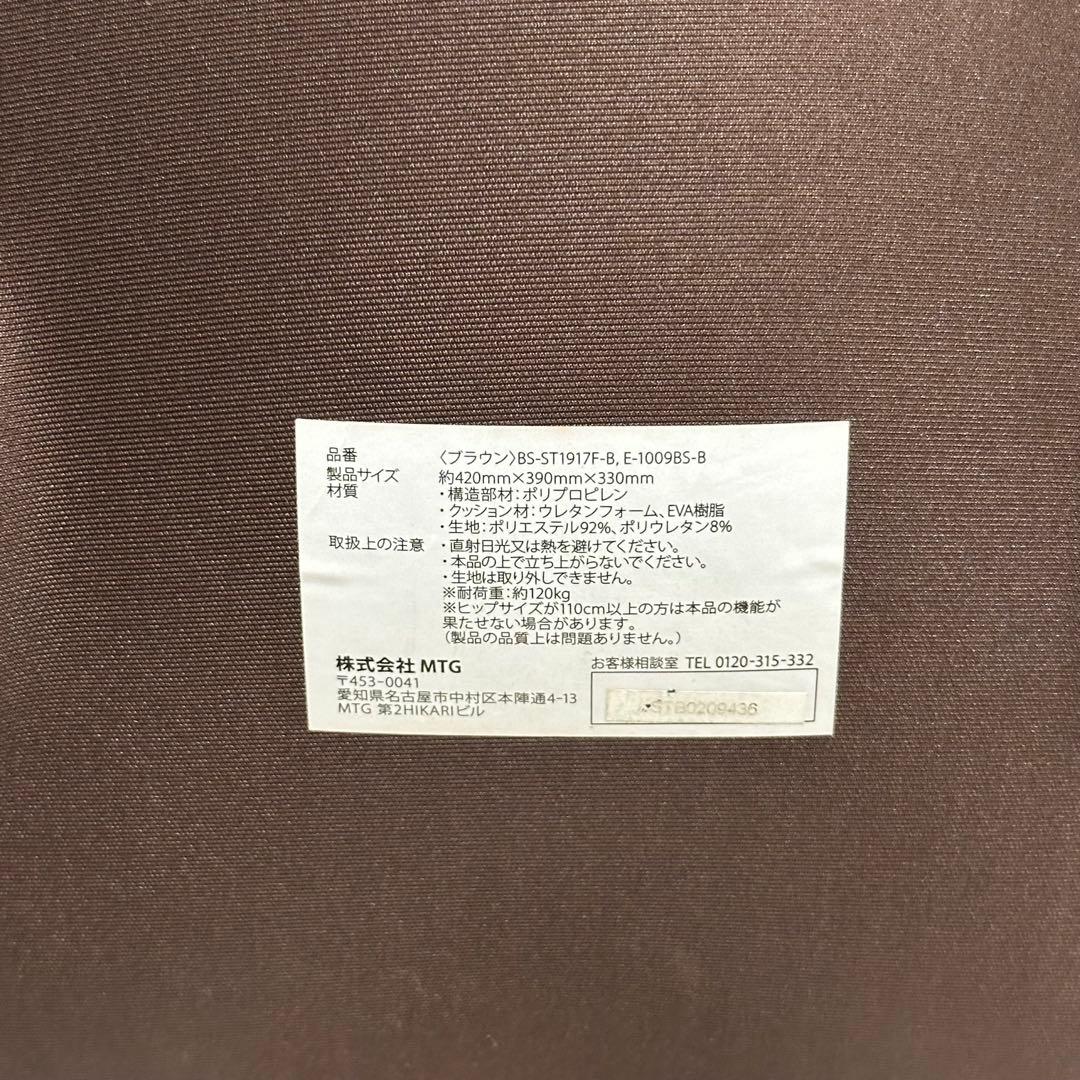 品番 〈ブラウン〉BS-ST1917F-B, E-1009BS-B
製品サイズ 約420mm×390mm×330mm
材質 ・構造部材：ポリプロピレン
・クッション材：ウレタンフォーム、EVA樹脂
・生地：ポリエステル92%、ポリウレタン8%
取扱上の注意 ・直射日光又は熱を避けてください。
・本品の上で立ち上がらないでください。
・生地は取り外しできません。
※耐荷重：約120kg
※ヒップサイズが110cm以上の方は本品の機能が
果たせない場合があります。
（製品の品質上は問題ありません。）
株式会社 MTG
〒453-0041
愛知県名古屋市中村区本陣通4-13
MTG 第2HIKARIビル
お客様相談室 TEL 0120-315-332
STB0209436